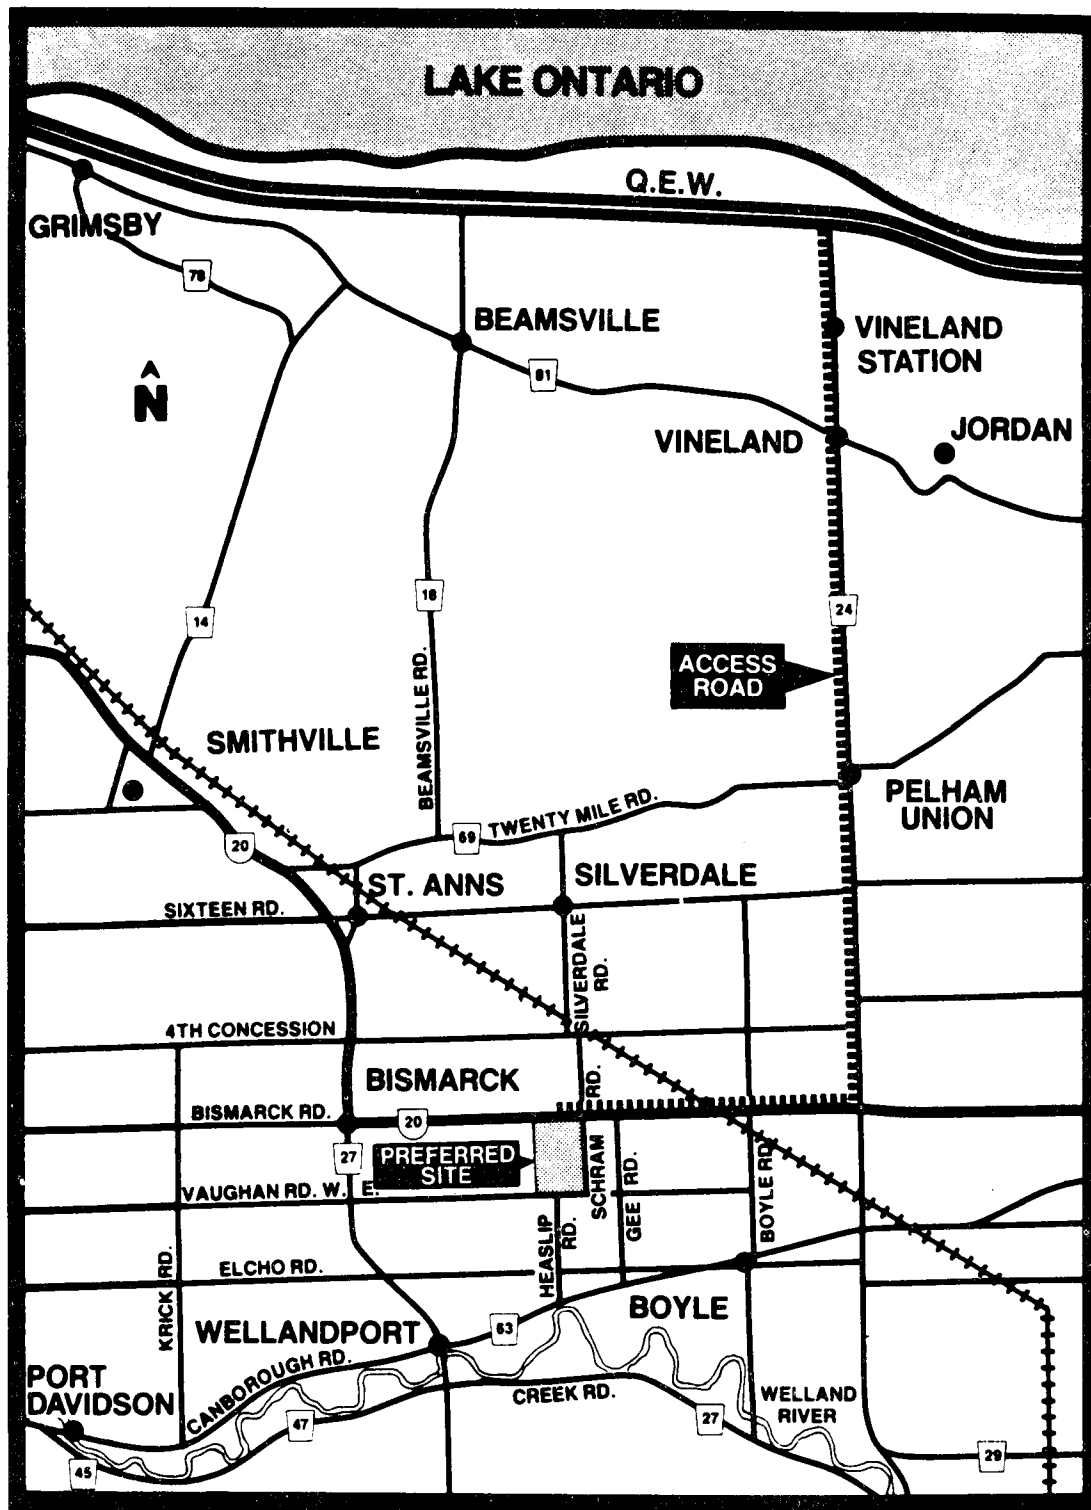 LAKE ONTARIO
Q.E.W.
GRIMSBY
78
BEAMSVILLE
VINELAND
STATION
81
N
VINELAND
JORDAN
14
18
24
BEAMSVILLE RD.
ACCESS
ROAD
SMITHVILLE
PELHAM
UNION
TWENTY MILE RD.
69
20
ST. ANNS
SILVERDALE
SIXTEEN RD.
SILVERDALE
RD.
4TH CONCESSION
BISMARCK
BISMARCK RD.
20
27
PREFERRED
SITE
SCHRAM
RD.
GEE RD.
BOYLE RD.
VAUGHAN RD. W. E.
HEASLIP
RD.
ELCHO RD.
KRICK RD.
WELLANDPORT
63
BOYLE
PORT
DAVIDSON
CANBOROUGH RD.
CREEK RD.
WELLAND
RIVER
47
27
29
45